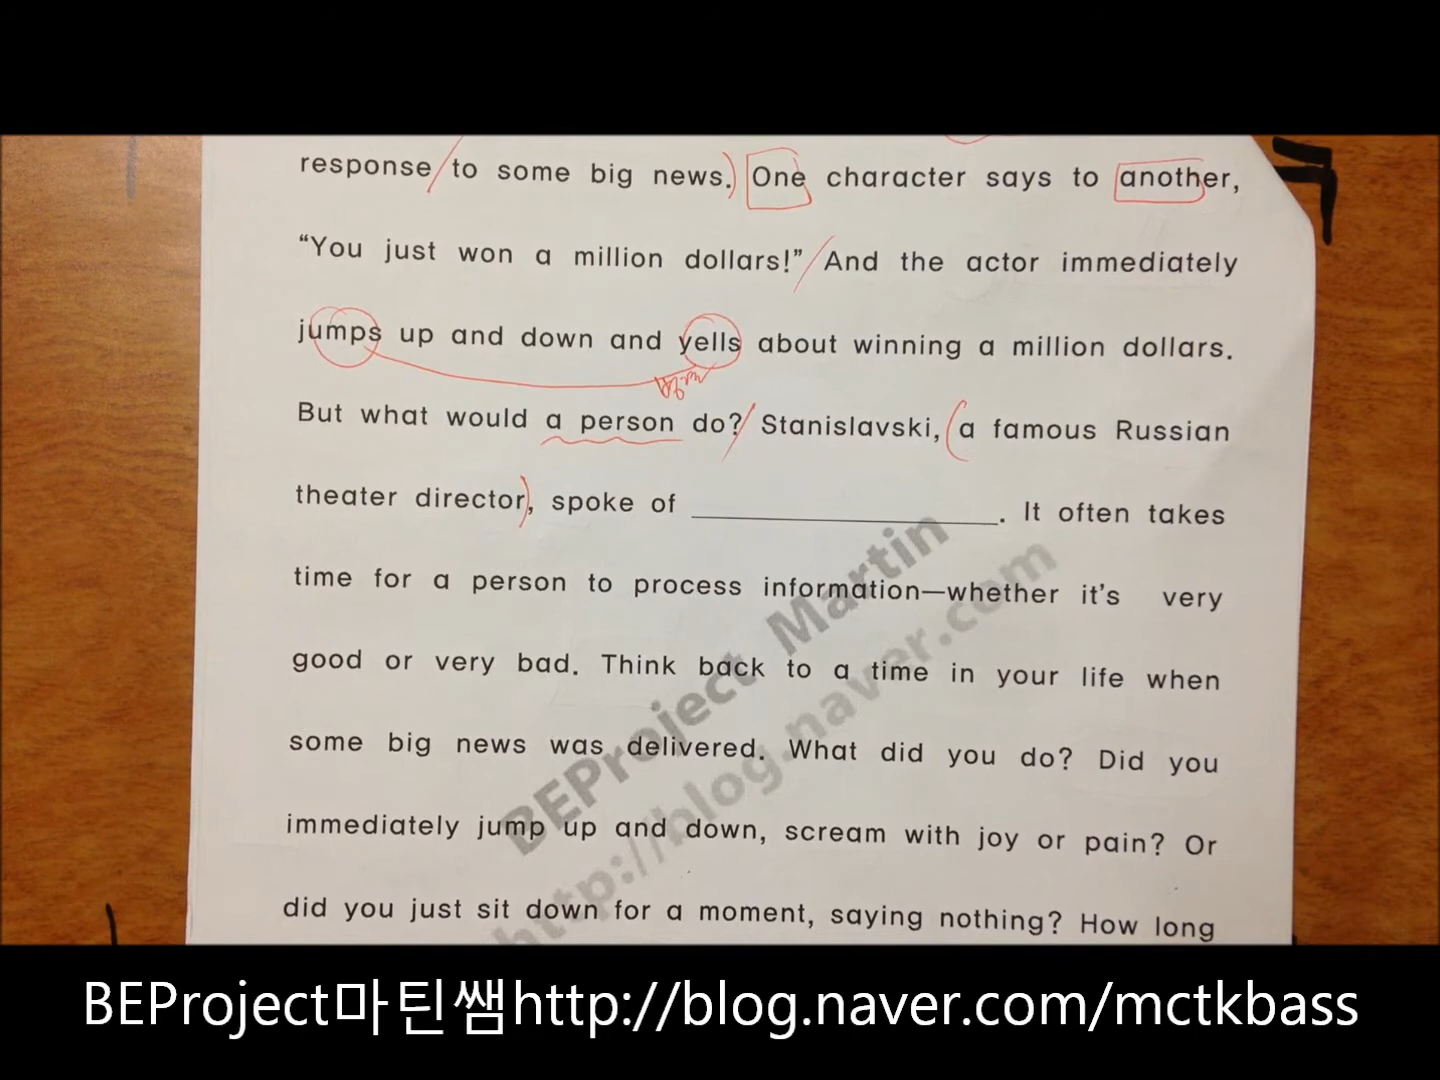 response to some big news. One character says to another,
“You just won a million dollars!” And the actor immediately
jumps up and down and yells about winning a million dollars.
But what would a person do? Stanislavski, a famous Russian
theater director, spoke of ____________________. It often takes
time for a person to process information—whether it’s very
good or very bad. Think back to a time in your life when
some big news was delivered. What did you do? Did you
immediately jump up and down, scream with joy or pain? Or
did you just sit down for a moment, saying nothing? How long
BEProject Martin
http://blog.naver.com
BEProject마틴쌤http://blog.naver.com/mctkbass